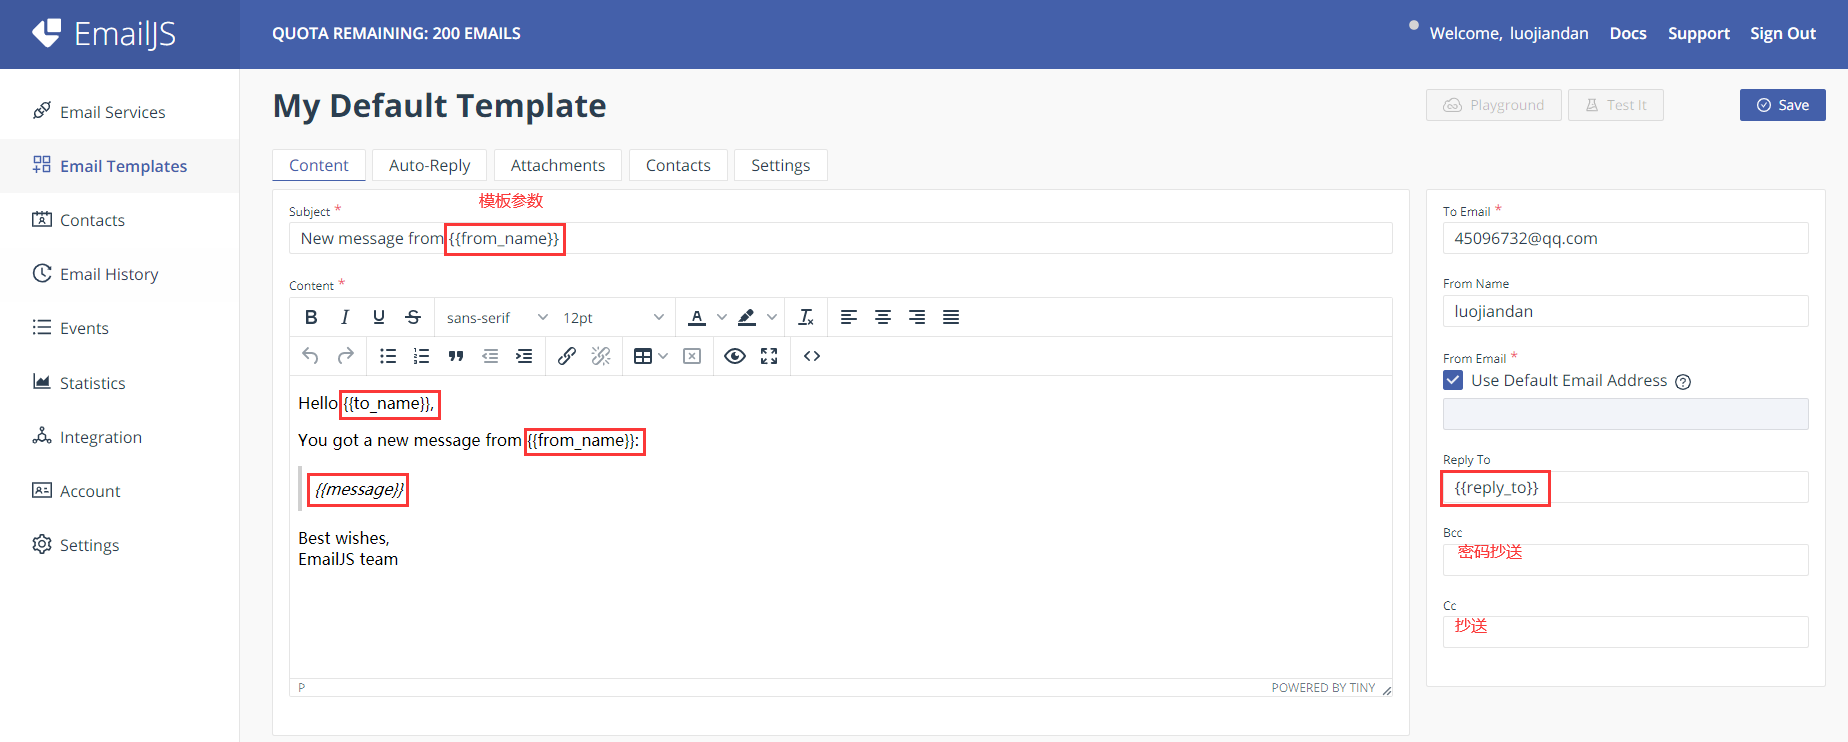 EmailJS
QUOTA REMAINING: 200 EMAILS
Welcome, luojiandan
Docs
Support
Sign Out
Email Services
Email Templates
Contacts
Email History
Events
Statistics
Integration
Account
Settings
My Default Template
Playground
Test It
Save
Content
Auto-Reply
Attachments
Contacts
Settings
模板参数
Subject *
New message from {{from_name}}
Content *
B I U S sans-serif 12pt A
Hello {{to_name}},
You got a new message from {{from_name}}:
{{message}}
Best wishes,
EmailJS team
P
POWERED BY TINY
To Email *
45096732@qq.com
From Name
luojiandan
From Email *
Use Default Email Address
Reply To
{{reply_to}}
Bcc
密码抄送
Cc
抄送